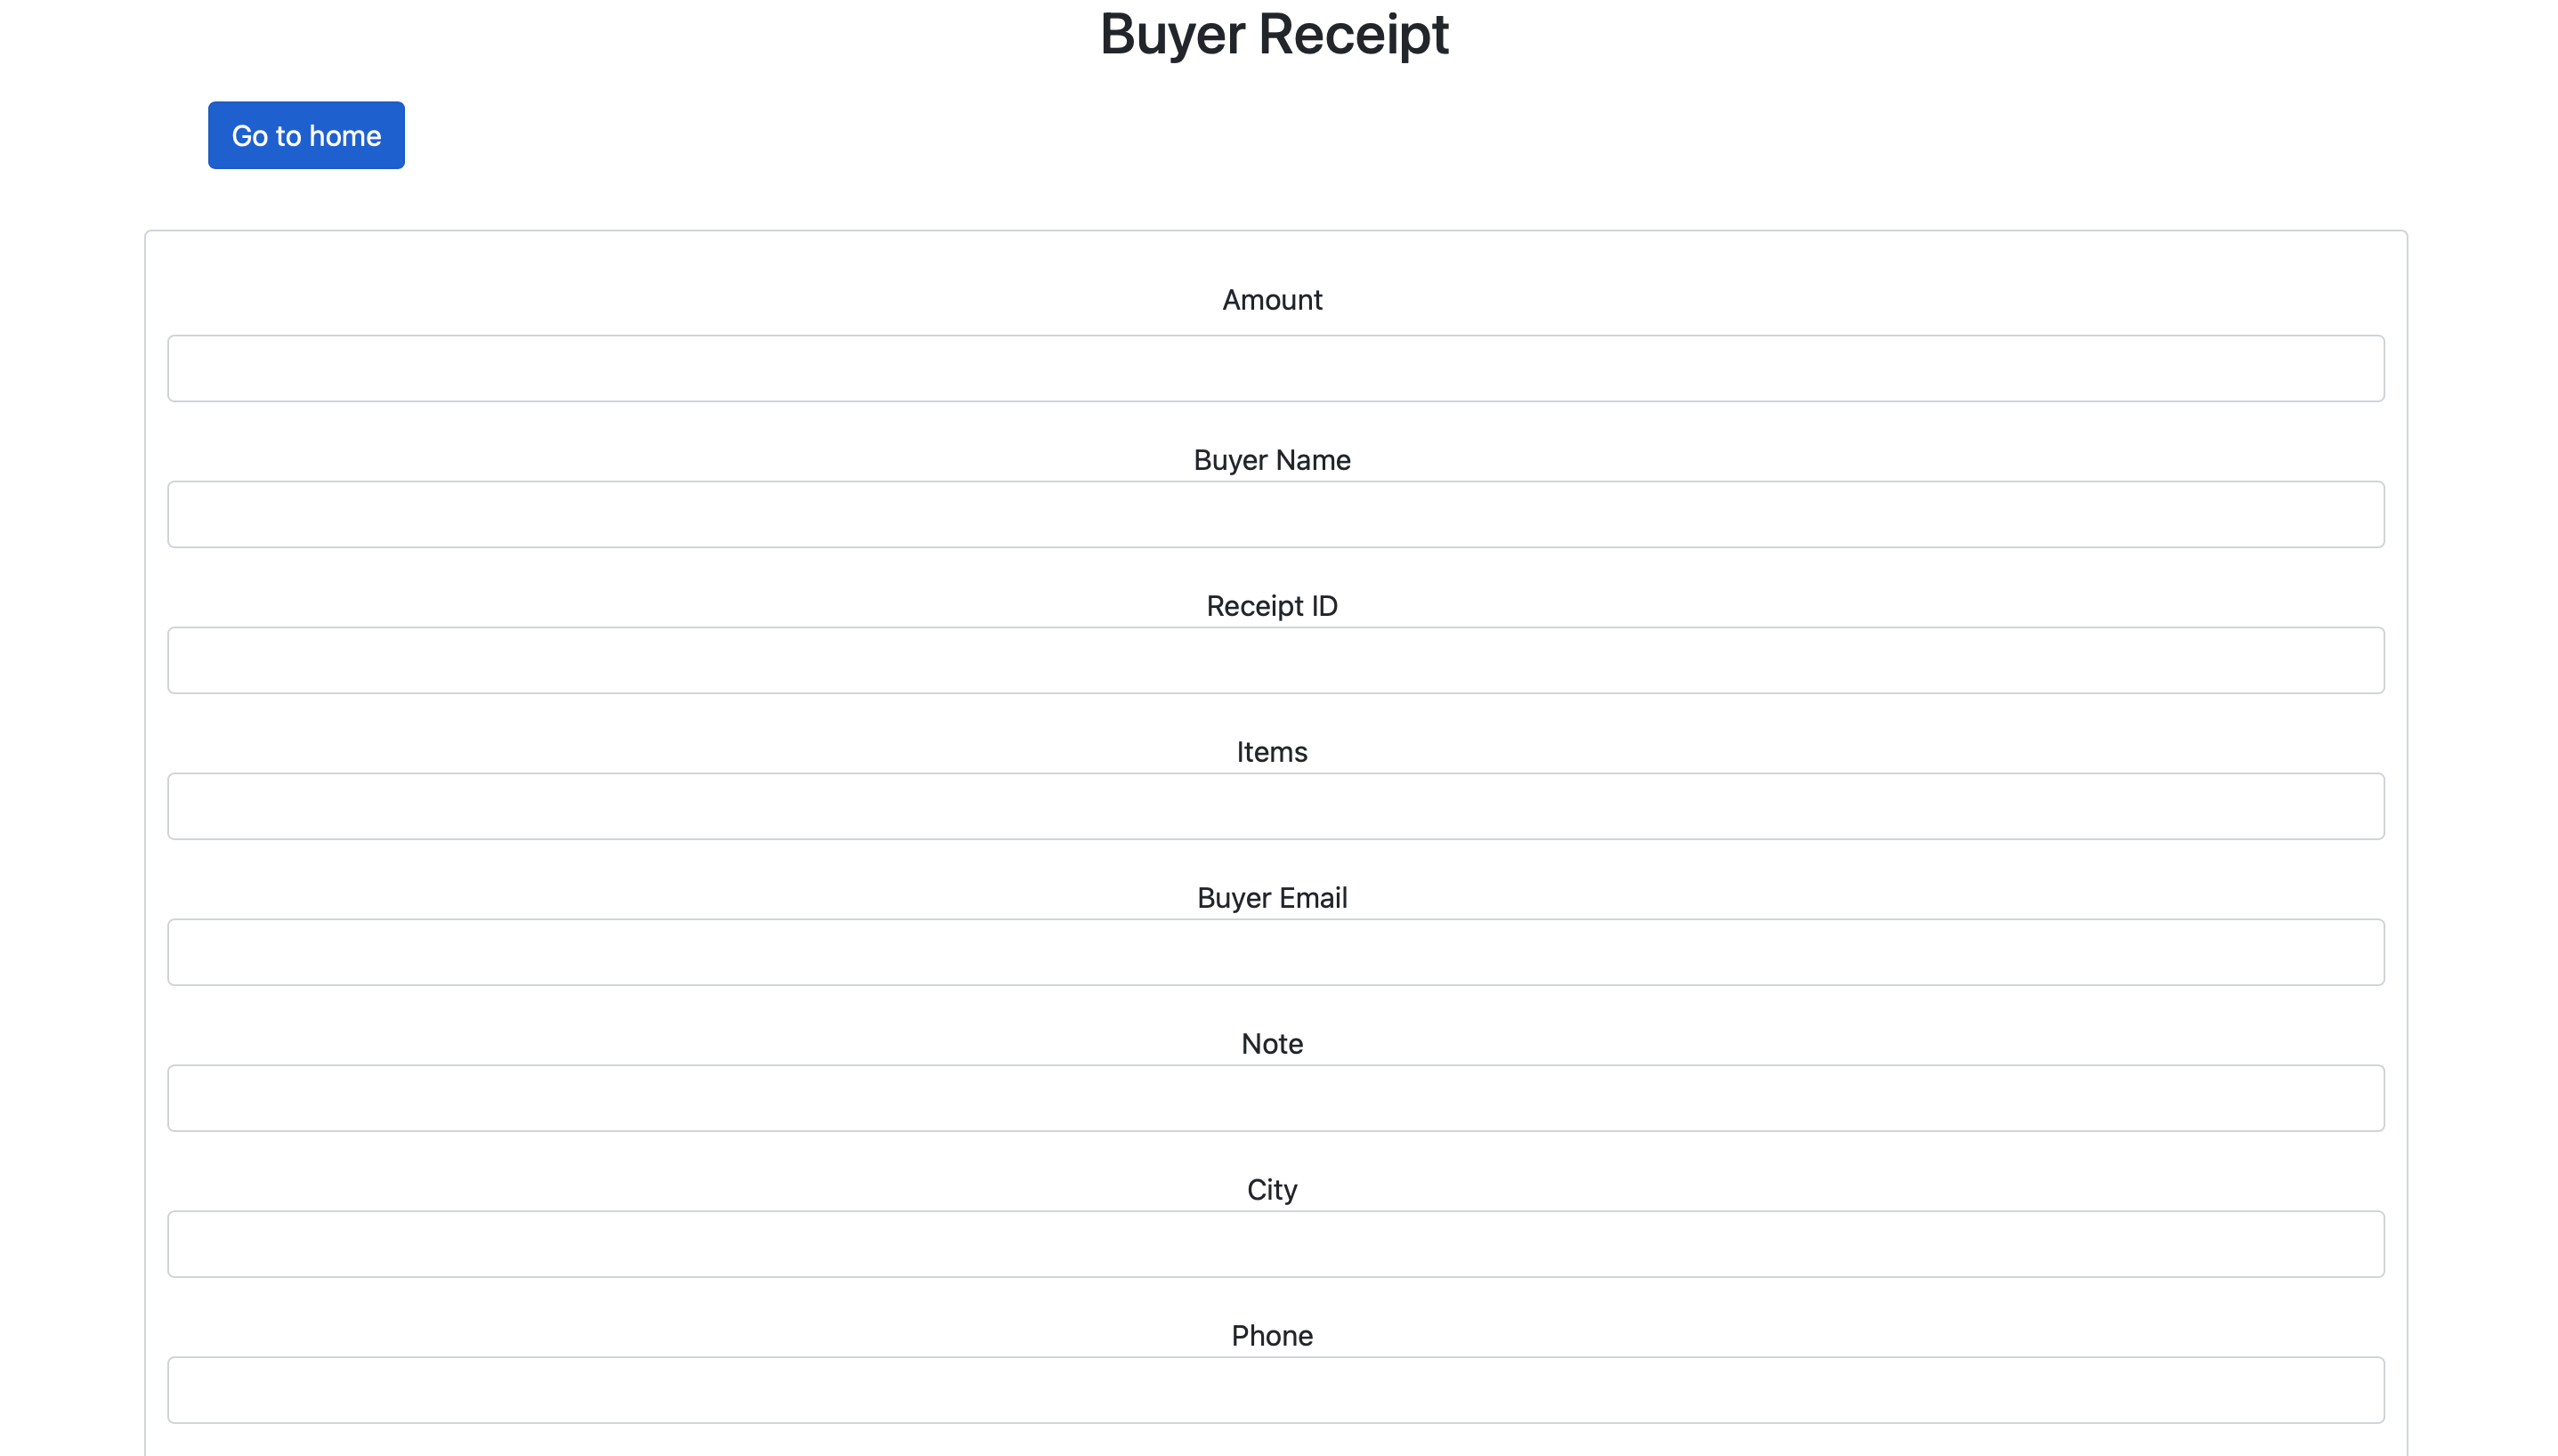 Buyer Receipt
Go to home
Amount
Buyer Name
Receipt ID
Items
Buyer Email
Note
City
Phone